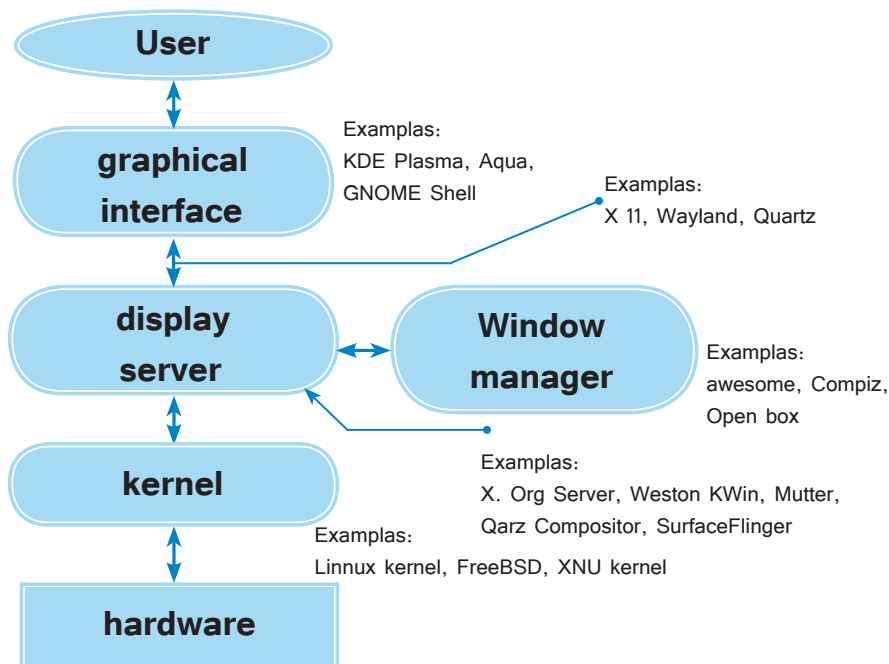 User
graphical
interface
Examplas:
KDE Plasma, Aqua,
GNOME Shell
Examplas:
X 11, Wayland, Quartz
display
server
Window
manager
Examplas:
awesome, Compiz,
Open box
kernel
Examplas:
X. Org Server, Weston KWin, Mutter,
Qarz Compositor, SurfaceFlinger
Examplas:
Linnux kernel, FreeBSD, XNU kernel
hardware